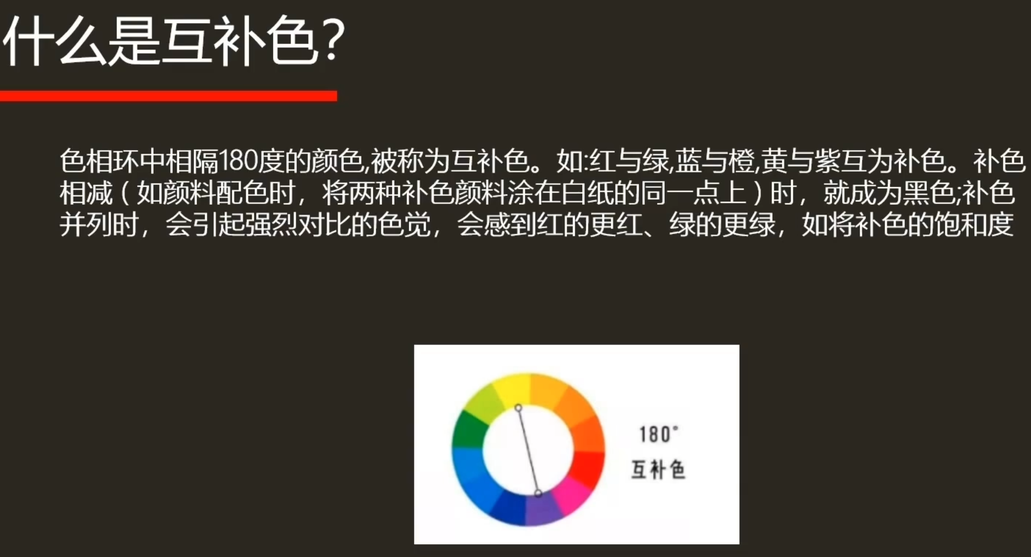 什么是互补色?
色相环中相隔180度的颜色,被称为互补色。如:红与绿,蓝与橙,黄与紫互为补色。补色
相减（如颜料配色时，将两种补色颜料涂在白纸的同一点上）时，就成为黑色;补色
并列时，会引起强烈对比的色觉，会感到红的更红、绿的更绿，如将补色的饱和度
180°
互补色